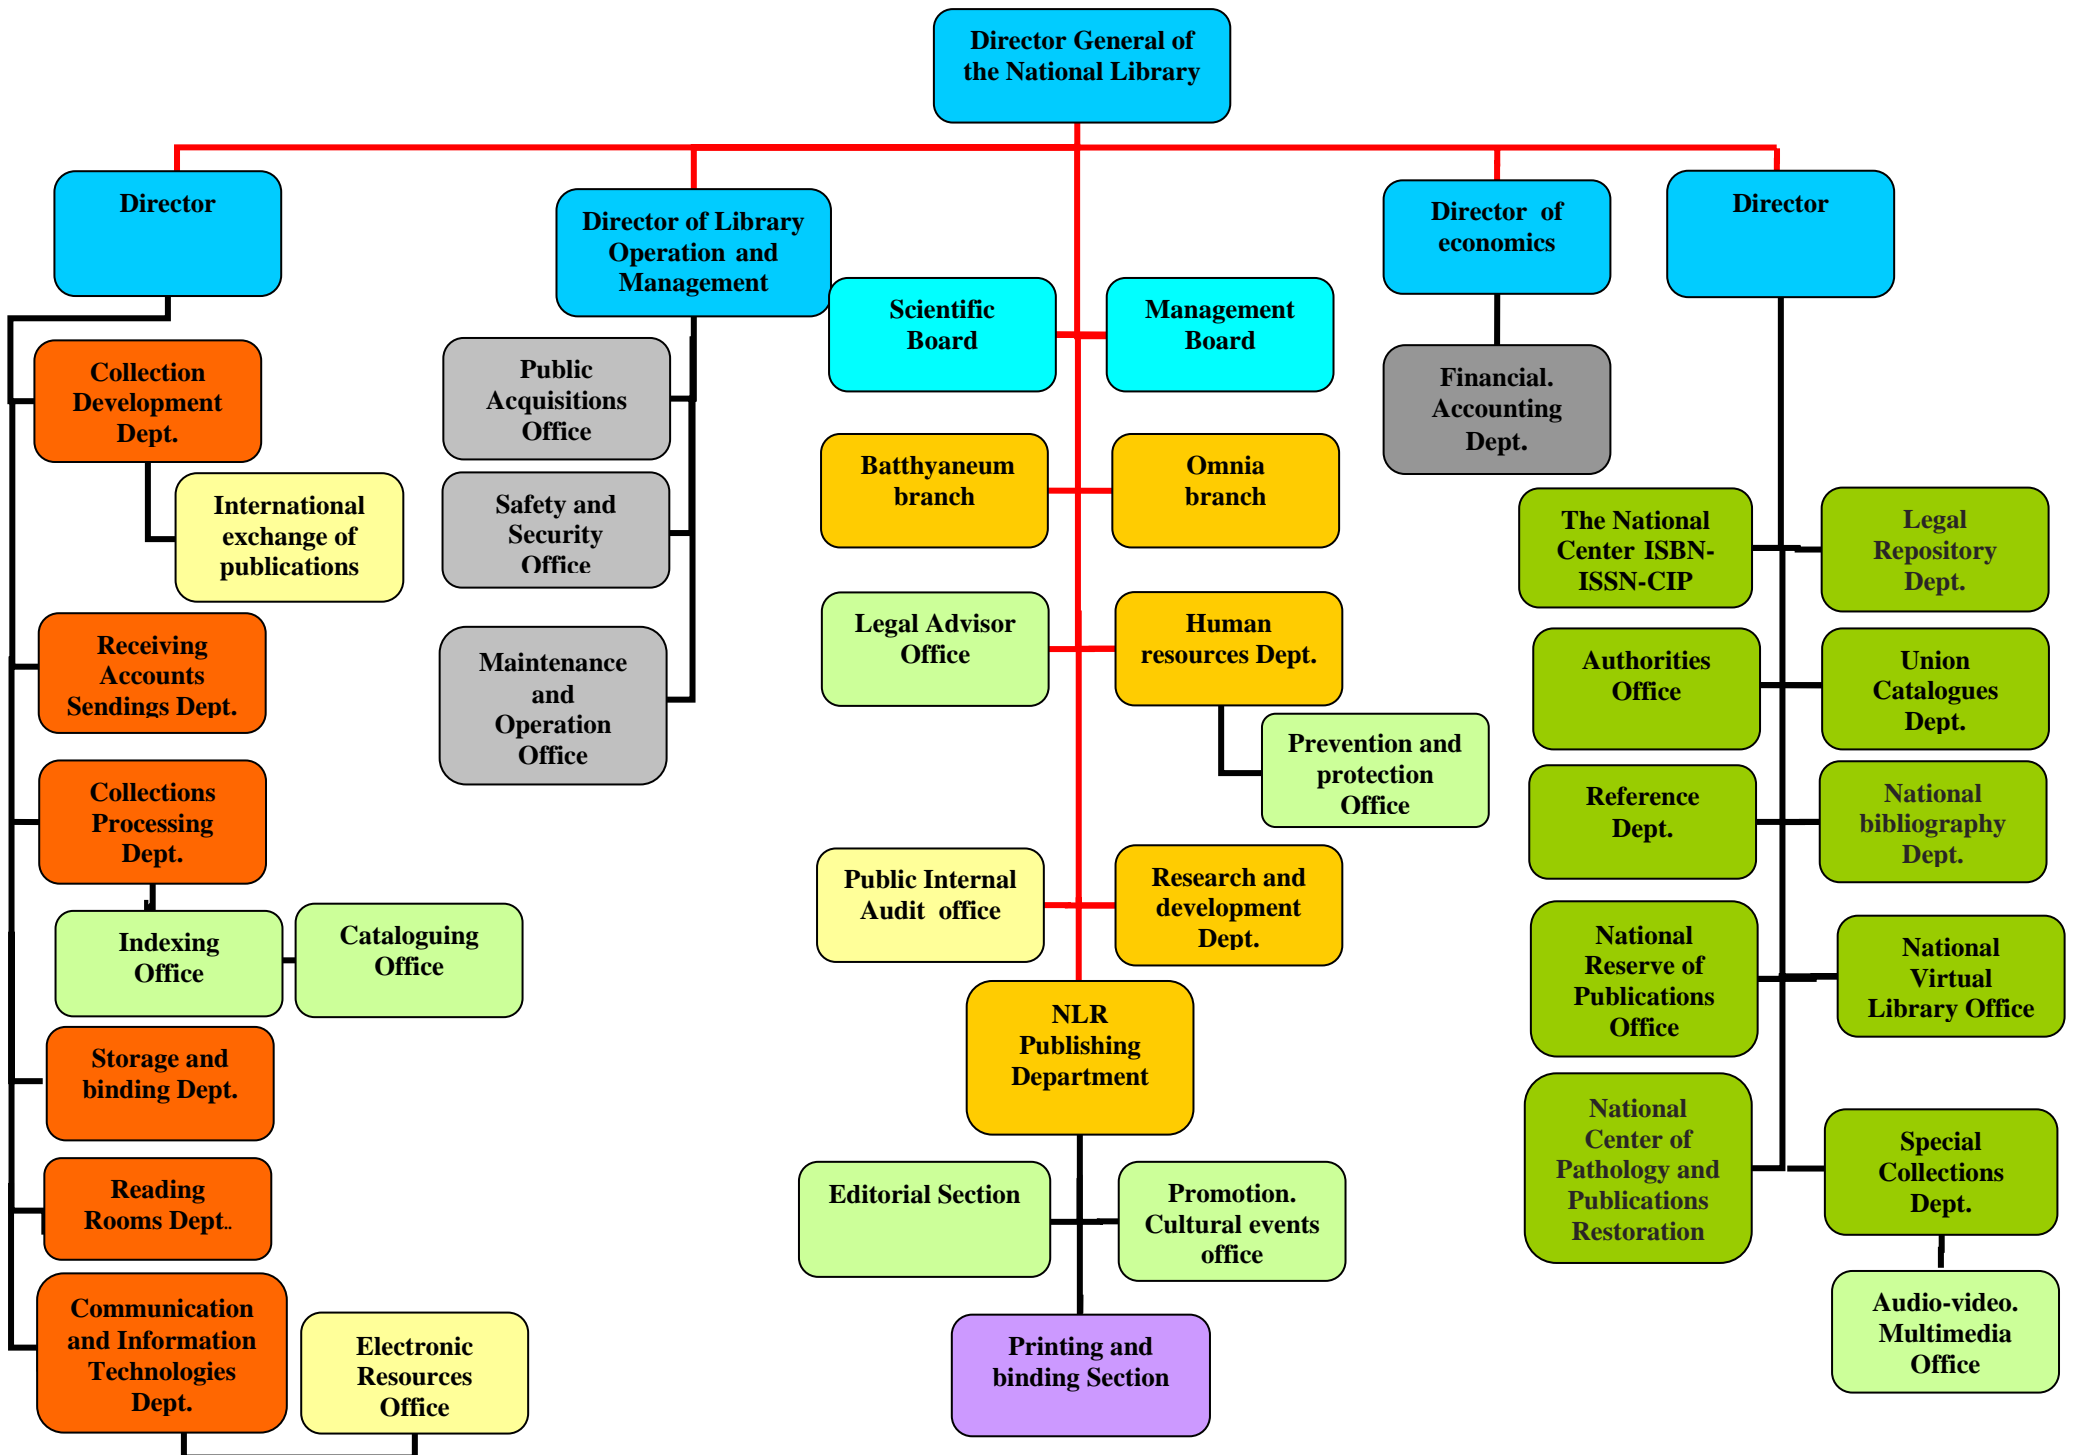 Director General of
the National Library
Director
Director of Library
Operation and
Management
Scientific
Board
Management
Board
Director of
economics
Director
Collection
Development
Dept.
International
exchange of
publications
Receiving
Accounts
Sendings Dept.
Collections
Processing
Dept.
Indexing
Office
Cataloguing
Office
Storage and
binding Dept.
Reading
Rooms Dept..
Communication
and Information
Technologies
Dept.
Electronic
Resources
Office
Public
Acquisitions
Office
Safety and
Security
Office
Maintenance
and
Operation
Office
Batthyaneum
branch
Omnia
branch
Legal Advisor
Office
Human
resources Dept.
Prevention and
protection
Office
Public Internal
Audit office
Research and
development
Dept.
NLR
Publishing
Department
Editorial Section
Promotion.
Cultural events
office
Printing and
binding Section
Financial.
Accounting
Dept.
The National
Center ISBN-
ISSN-CIP
Legal
Repository
Dept.
Authorities
Office
Union
Catalogues
Dept.
Reference
Dept.
National
bibliography
Dept.
National
Reserve of
Publications
Office
National
Virtual
Library Office
National
Center of
Pathology and
Publications
Restoration
Special
Collections
Dept.
Audio-video.
Multimedia
Office